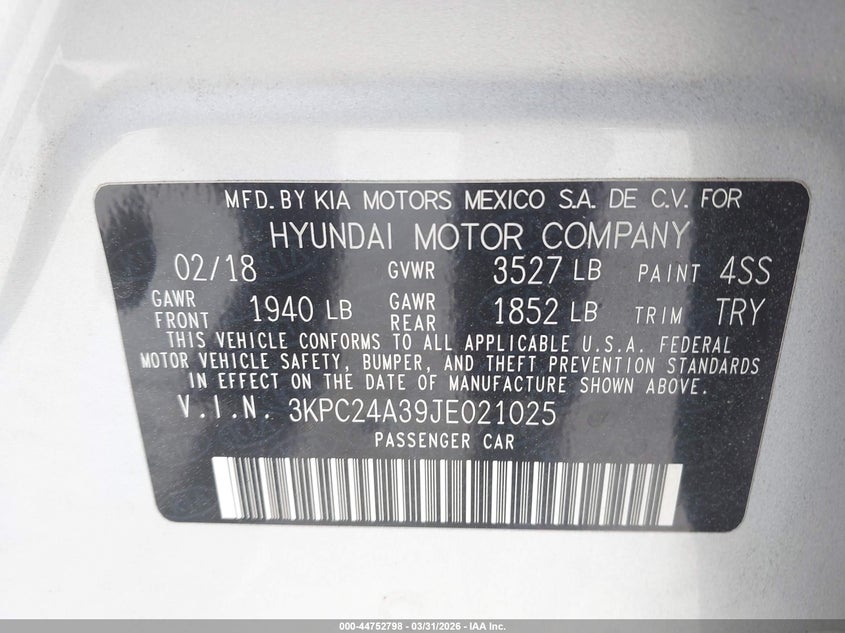 MFD. BY KIA MOTORS MEXICO S.A. DE C.V. FOR
HYUNDAI MOTOR COMPANY
02/18 GVWR 3527 LB PAINT 4SS
GAWR FRONT 1940 LB GAWR REAR 1852 LB TRIM TRY
THIS VEHICLE CONFORMS TO ALL APPLICABLE U.S.A. FEDERAL
MOTOR VEHICLE SAFETY, BUMPER, AND THEFT PREVENTION STANDARDS
IN EFFECT ON THE DATE OF MANUFACTURE SHOWN ABOVE.
V.I.N. 3KPC24A39JE021025
PASSENGER CAR
000-44752798 - 03/31/2026 - IAA Inc.